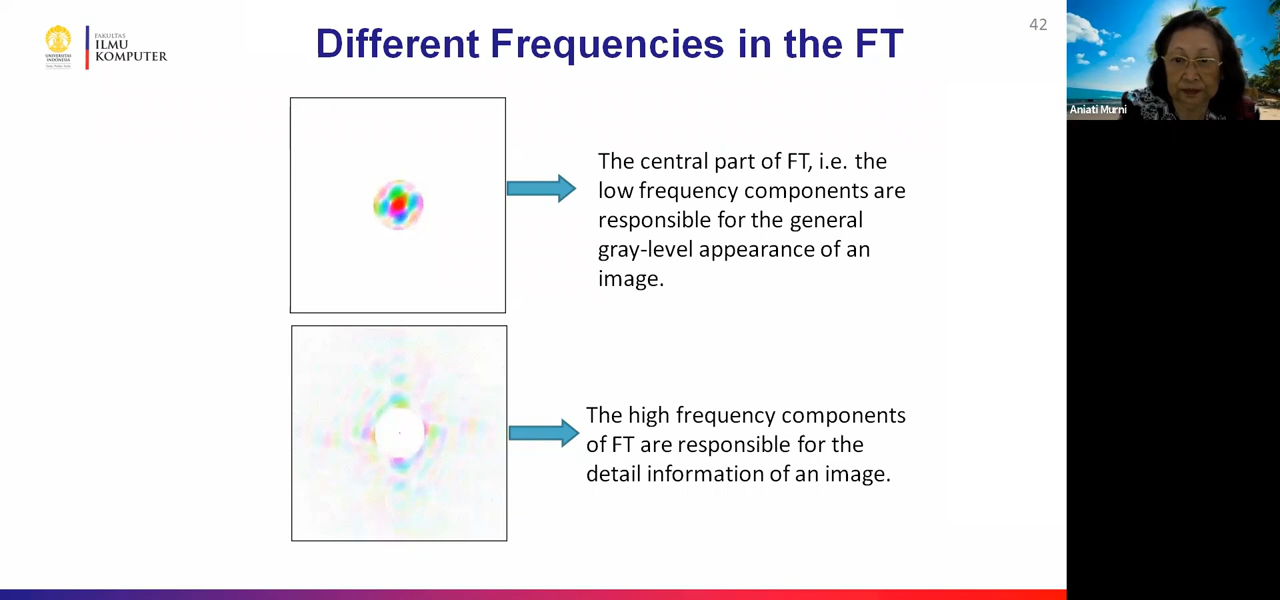 UNIVERSITAS
INDONESIA
FAKULTAS
ILMU
KOMPUTER
Different Frequencies in the FT
42
Aniati Murni
The central part of FT, i.e. the
low frequency components are
responsible for the general
gray-level appearance of an
image.
The high frequency components
of FT are responsible for the
detail information of an image.